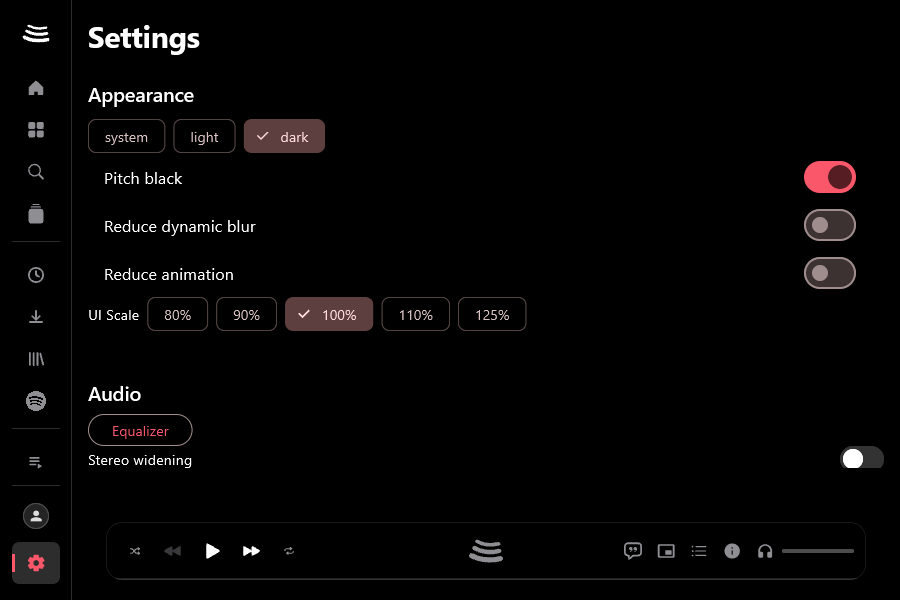 Settings
Appearance
system light dark
Pitch black
Reduce dynamic blur
Reduce animation
UI Scale 80% 90% 100% 110% 125%
Audio
Equalizer
Stereo widening